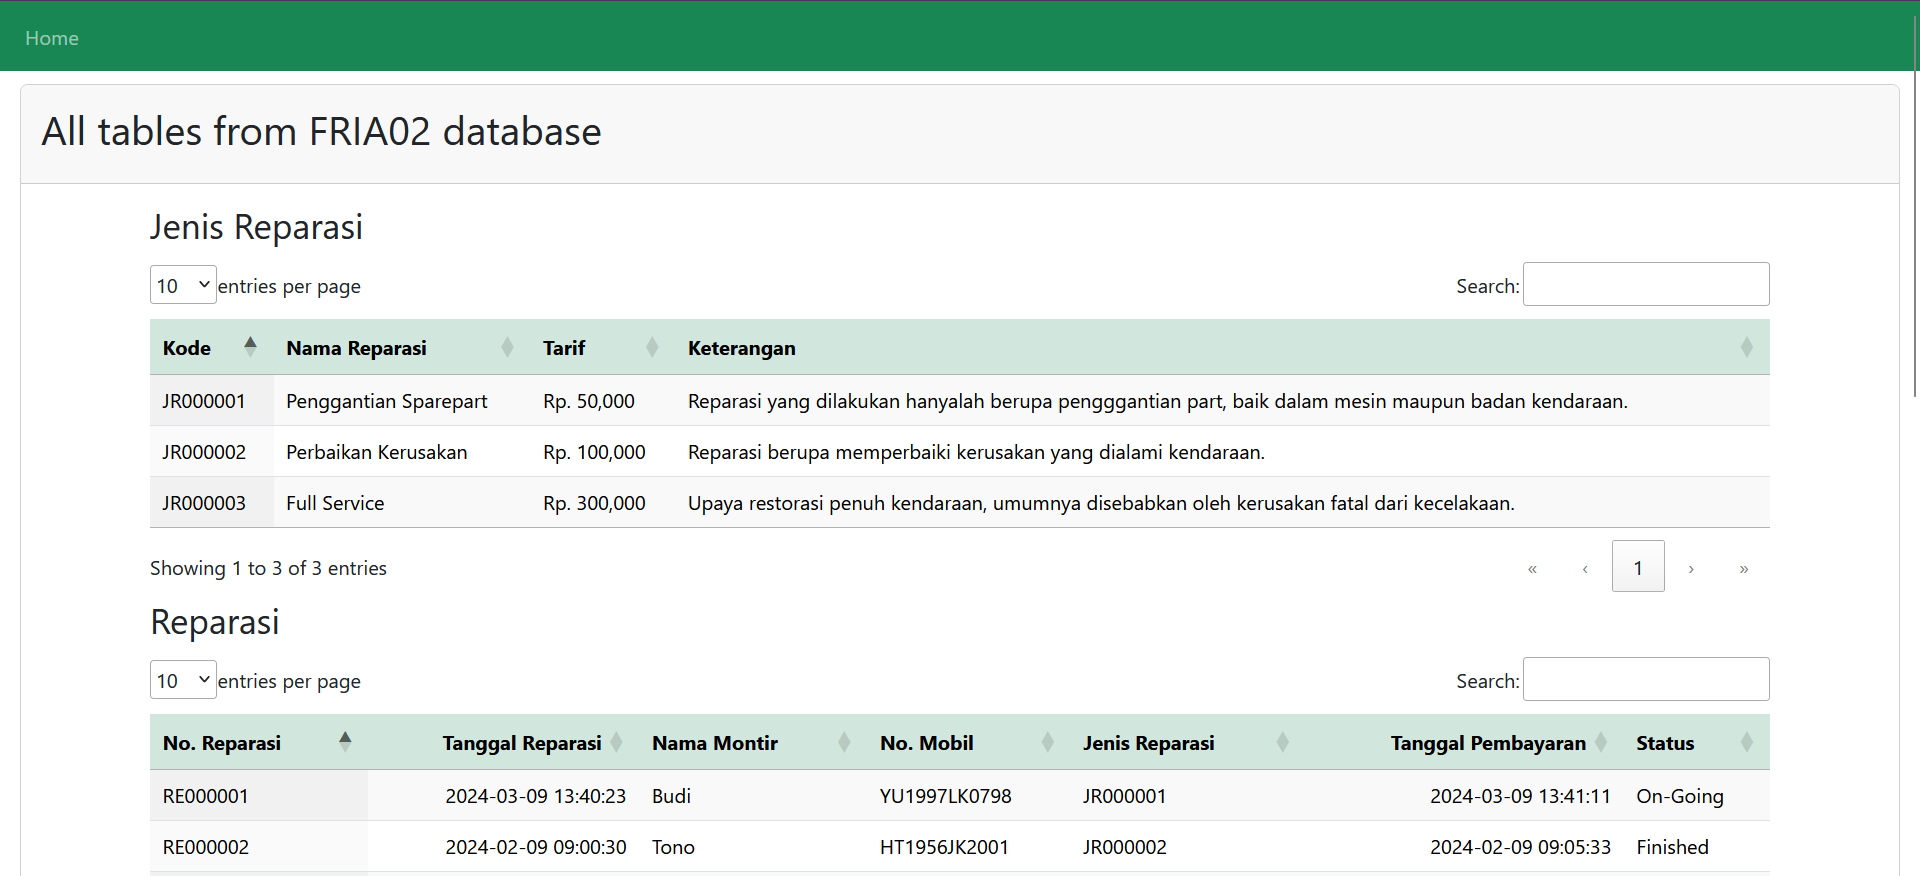 Home
All tables from FRIA02 database
Jenis Reparasi
10 entries per page Search:
Kode Nama Reparasi Tarif Keterangan
JR000001 Penggantian Sparepart Rp. 50,000 Reparasi yang dilakukan hanyalah berupa pengggantian part, baik dalam mesin maupun badan kendaraan.
JR000002 Perbaikan Kerusakan Rp. 100,000 Reparasi berupa memperbaiki kerusakan yang dialami kendaraan.
JR000003 Full Service Rp. 300,000 Upaya restorasi penuh kendaraan, umumnya disebabkan oleh kerusakan fatal dari kecelakaan.
Showing 1 to 3 of 3 entries « ‹ 1 › »
Reparasi
10 entries per page Search:
No. Reparasi Tanggal Reparasi Nama Montir No. Mobil Jenis Reparasi Tanggal Pembayaran Status
RE000001 2024-03-09 13:40:23 Budi YU1997LK0798 JR000001 2024-03-09 13:41:11 On-Going
RE000002 2024-02-09 09:00:30 Tono HT1956JK2001 JR000002 2024-02-09 09:05:33 Finished